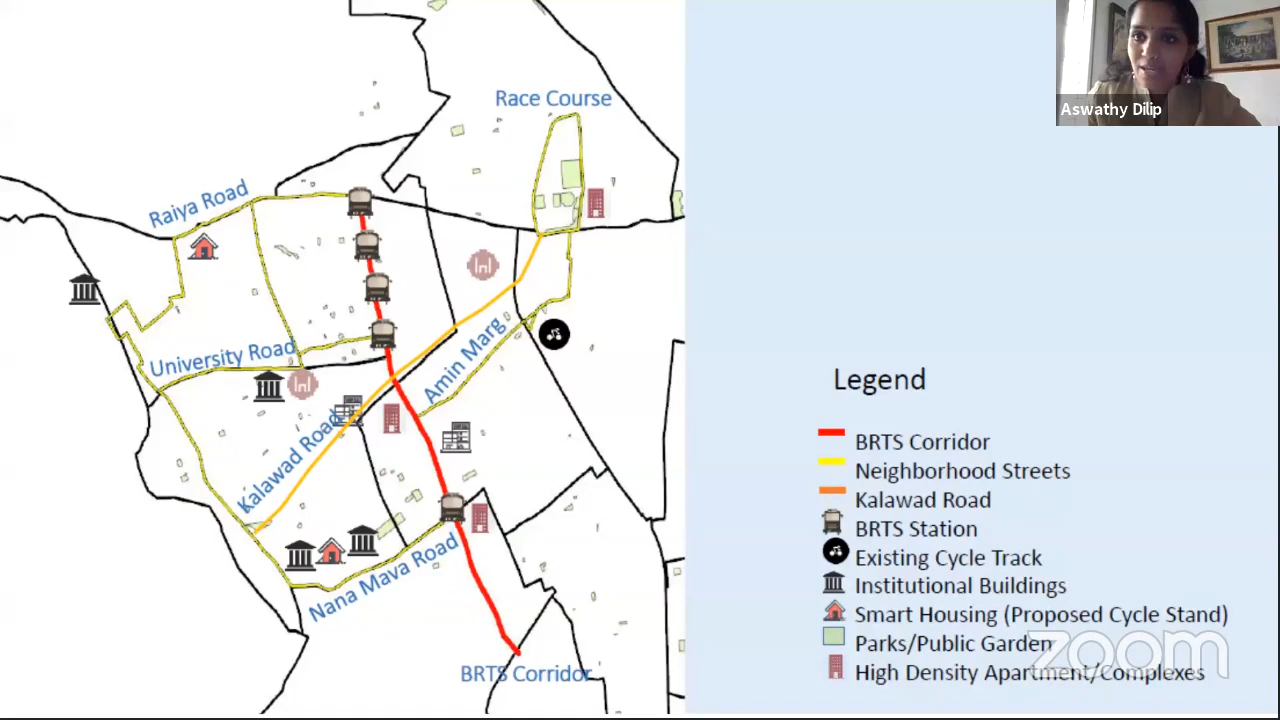 Race Course
Aswathy Dilip
Raiya Road
University Road
Amin Marg
Kalawad Road
Nana Mava Road
BRTS Corridor
Legend
BRTS Corridor
Neighborhood Streets
Kalawad Road
BRTS Station
Existing Cycle Track
Institutional Buildings
Smart Housing (Proposed Cycle Stand)
Parks/Public Garden
High Density Apartment/Complexes
zoom